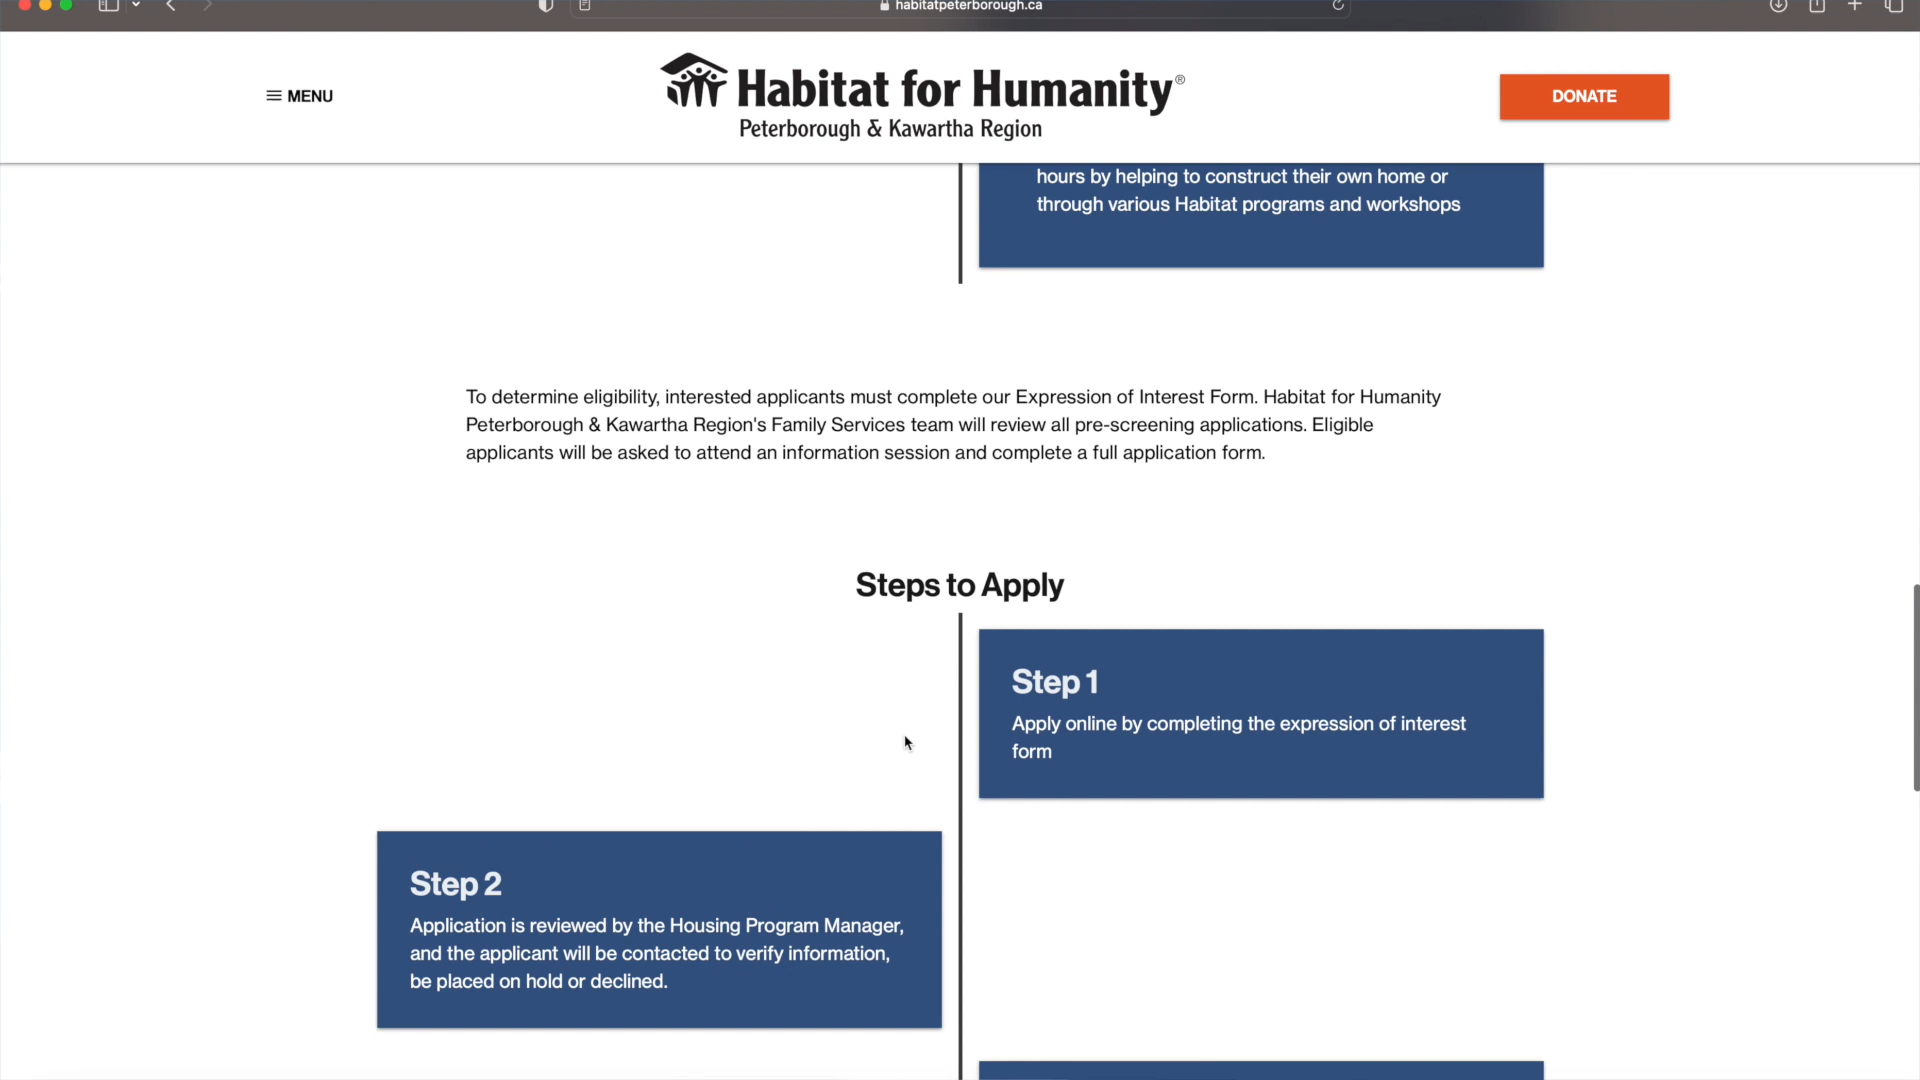 habitatpeterborough.ca
MENU
Habitat for Humanity®
Peterborough & Kawartha Region
DONATE
hours by helping to construct their own home or
through various Habitat programs and workshops
To determine eligibility, interested applicants must complete our Expression of Interest Form. Habitat for Humanity
Peterborough & Kawartha Region's Family Services team will review all pre-screening applications. Eligible
applicants will be asked to attend an information session and complete a full application form.
Steps to Apply
Step 1
Apply online by completing the expression of interest
form
Step 2
Application is reviewed by the Housing Program Manager,
and the applicant will be contacted to verify information,
be placed on hold or declined.